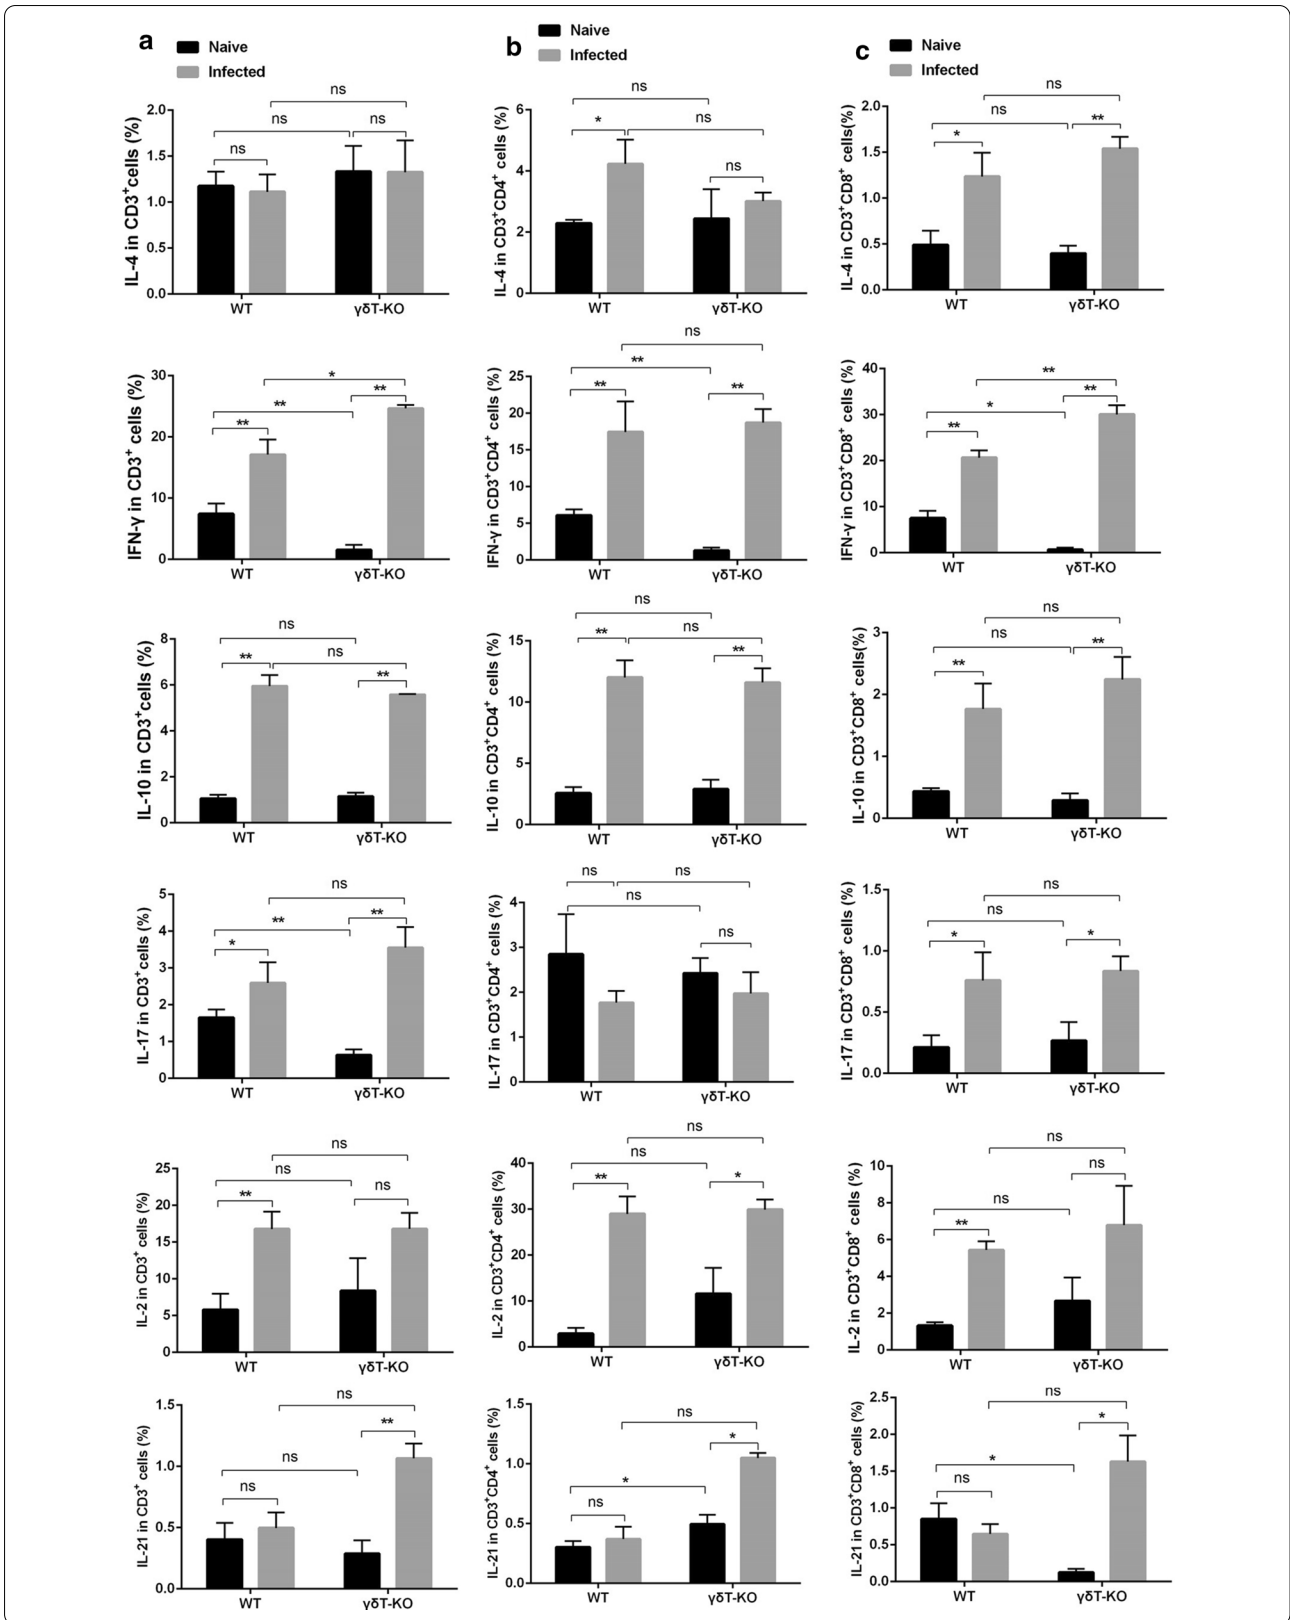 a
Naive
Infected
b
Naive
Infected
c
Naive
Infected
IL-4 in CD3+cells (%)
2.0
1.5
1.0
0.5
0.0
ns
ns
ns
ns
WT
γδT-KO
IL-4 in CD3+CD4+ cells (%)
6
4
2
0
ns
*
ns
ns
WT
γδT-KO
IL-4 in CD3+CD8+ cells(%)
2.0
1.5
1.0
0.5
0.0
ns
ns
*
**
WT
γδT-KO
IFN-γ in CD3+ cells (%)
30
20
10
0
*
**
**
**
WT
γδT-KO
IFN-γ in CD3+CD4+ cells (%)
25
20
15
10
5
0
ns
**
**
**
WT
γδT-KO
IFN-γ in CD3+CD8+ cells (%)
40
30
20
10
0
**
**
*
**
WT
γδT-KO
IL-10 in CD3+cells (%)
8
6
4
2
0
ns
**
ns
**
WT
γδT-KO
IL-10 in CD3+CD4+ cells (%)
15
10
5
0
ns
**
ns
**
WT
γδT-KO
IL-10 in CD3+CD8+ cells(%)
3
2
1
0
ns
ns
**
**
WT
γδT-KO
IL-17 in CD3+cells (%)
5
4
3
2
1
0
ns
**
**
*
WT
γδT-KO
IL-17 in CD3+CD4+ cells (%)
4
3
2
1
0
ns
ns
ns
ns
WT
γδT-KO
IL-17 in CD3+CD8+ cells (%)
1.5
1.0
0.5
0.0
ns
ns
*
*
WT
γδT-KO
IL-2 in CD3+ cells (%)
25
20
15
10
5
0
ns
ns
**
ns
WT
γδT-KO
IL-2 in CD3+CD4+ cells (%)
40
30
20
10
0
ns
ns
**
*
WT
γδT-KO
IL-2 in CD3+CD8+ cells (%)
10
8
6
4
2
0
ns
ns
ns
**
WT
γδT-KO
IL-21 in CD3+ cells (%)
1.5
1.0
0.5
0.0
ns
**
ns
ns
WT
γδT-KO
IL-21 in CD3+CD4+ cells (%)
1.5
1.0
0.5
0.0
ns
*
*
ns
WT
γδT-KO
IL-21 in CD3+CD8+ cells (%)
2.5
2.0
1.5
1.0
0.5
0.0
ns
*
*
ns
WT
γδT-KO